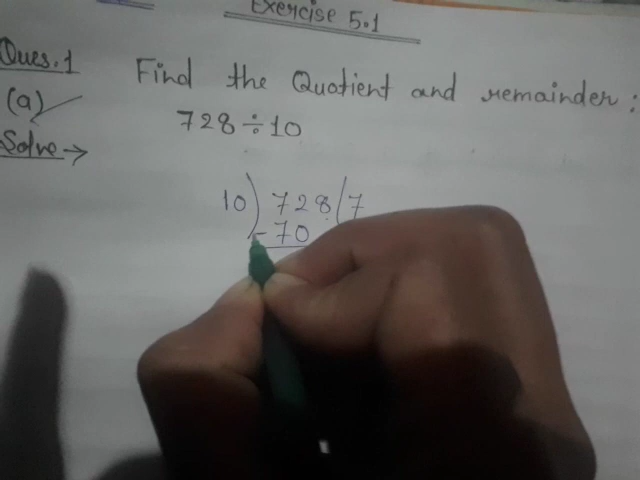 Exercise 5.1
Ques.1 Find the Quotient and remainder:
(a) 728÷10
Solve→
10)728(7
-70